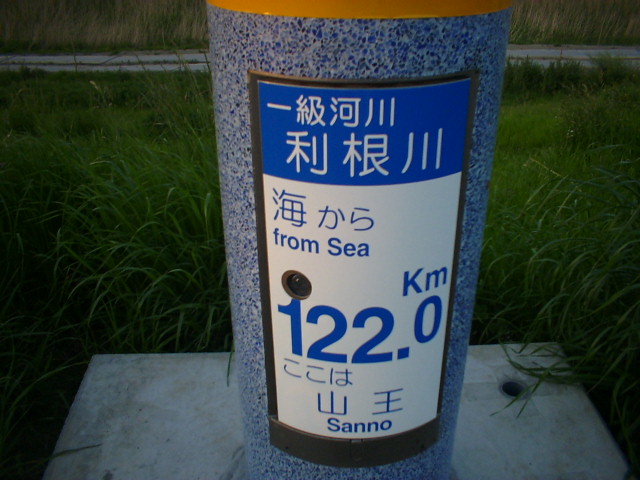 一級河川
利根川
海から
from Sea
Km
122.0
ここは
山王
Sanno